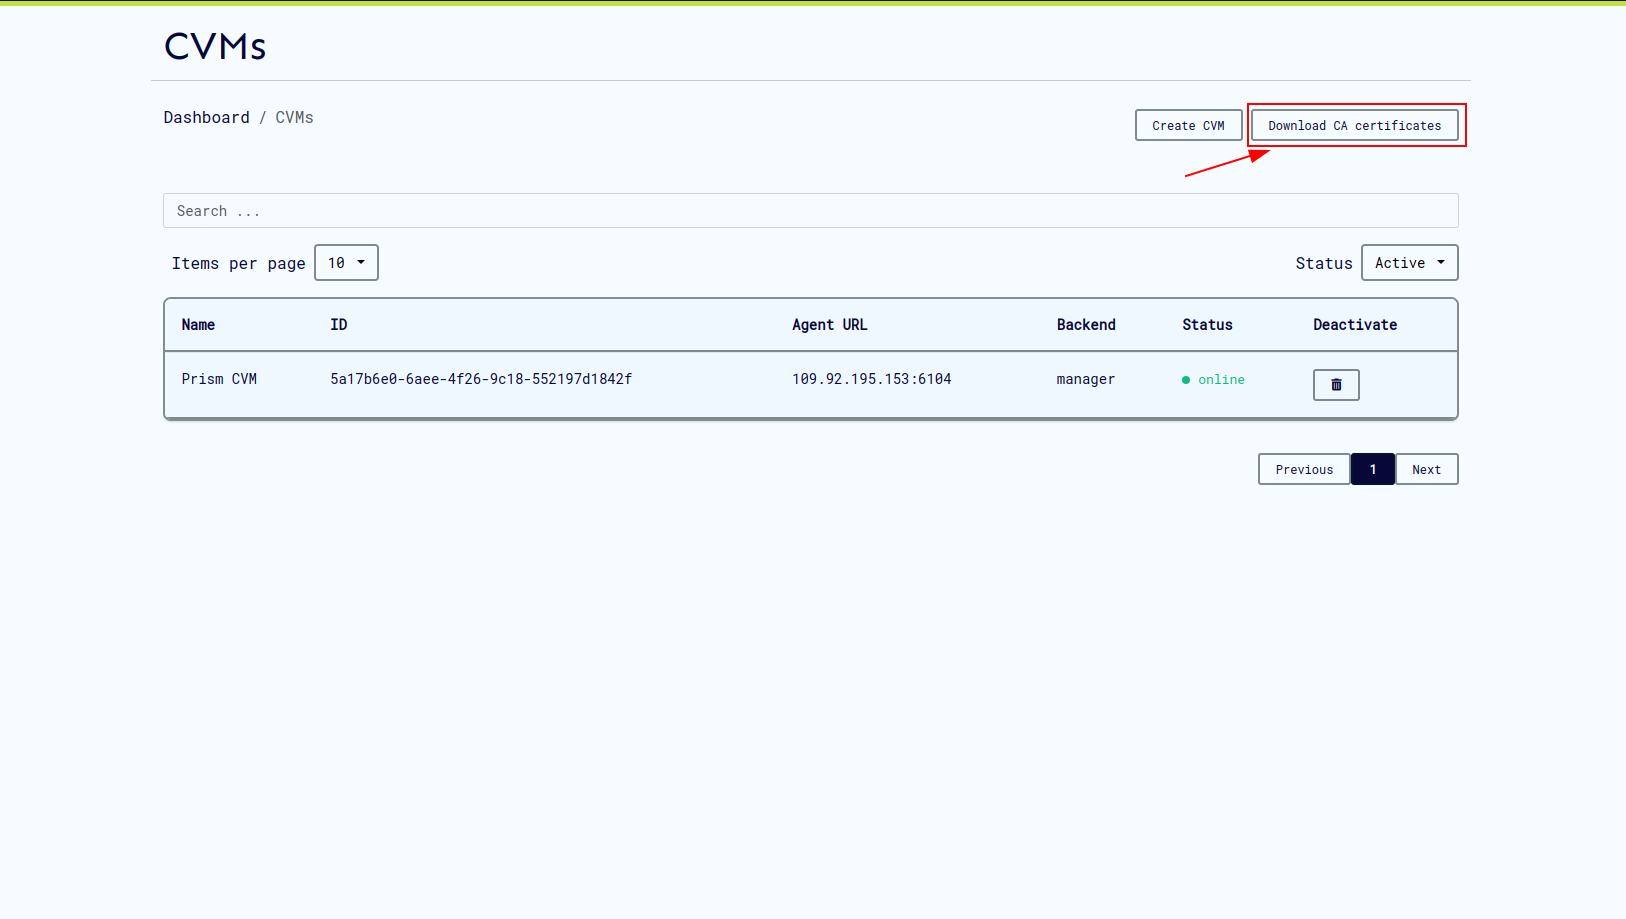 CVMs
Dashboard / CVMs
Create CVM Download CA certificates
Search ...
Items per page 10 Status Active
Name ID Agent URL Backend Status Deactivate
Prism CVM 5a17b6e0-6aee-4f26-9c18-552197d1842f 109.92.195.153:6104 manager online
Previous 1 Next